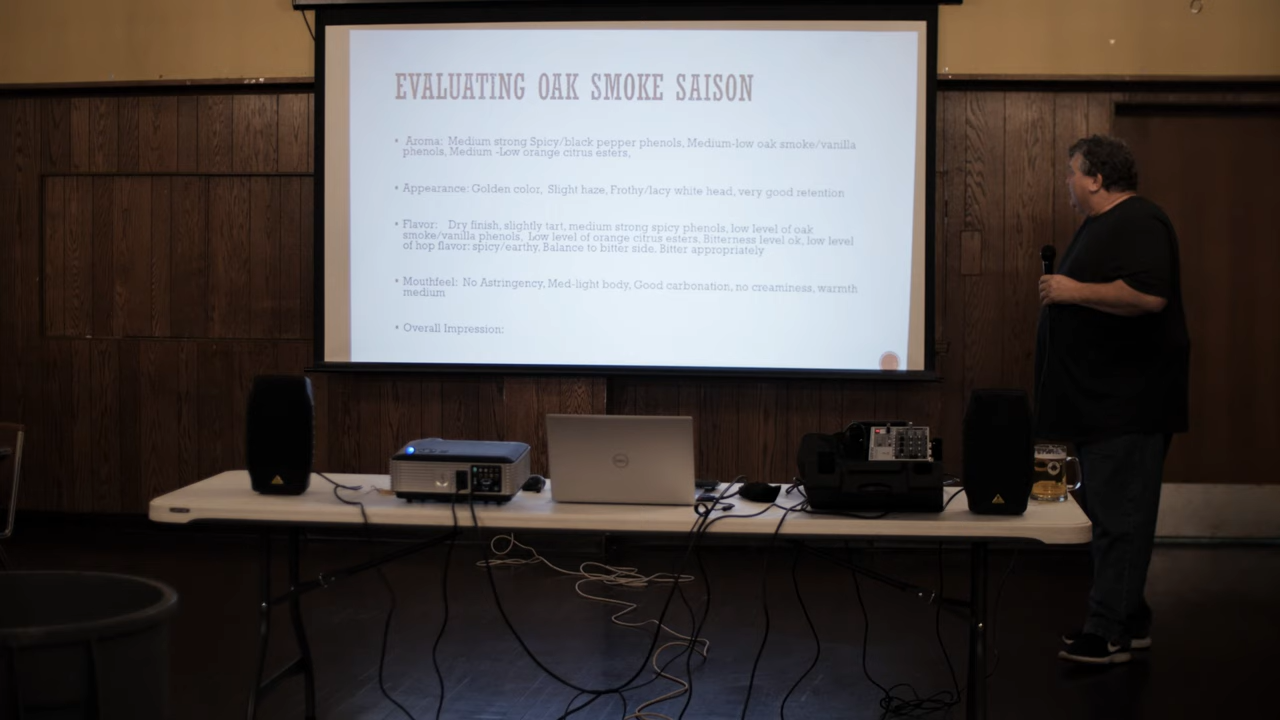 EVALUATING OAK SMOKE SAISON
• Aroma: Medium strong Spicy/black pepper phenols, Medium-low oak smoke/vanilla
phenols, Medium -Low orange citrus esters,
• Appearance: Golden color, Slight haze, Frothy/lacy white head, very good retention
• Flavor: Dry finish, slightly tart, medium strong spicy phenols, low level of oak
smoke/vanilla phenols, Low level of orange citrus esters, Bitterness level ok, low level
of hop flavor: spicy/earthy, Balance to bitter side, Bitter appropriately
• Mouthfeel: No Astringency, Med-light body, Good carbonation, no creaminess, warmth
medium
• Overall Impression:
DELL